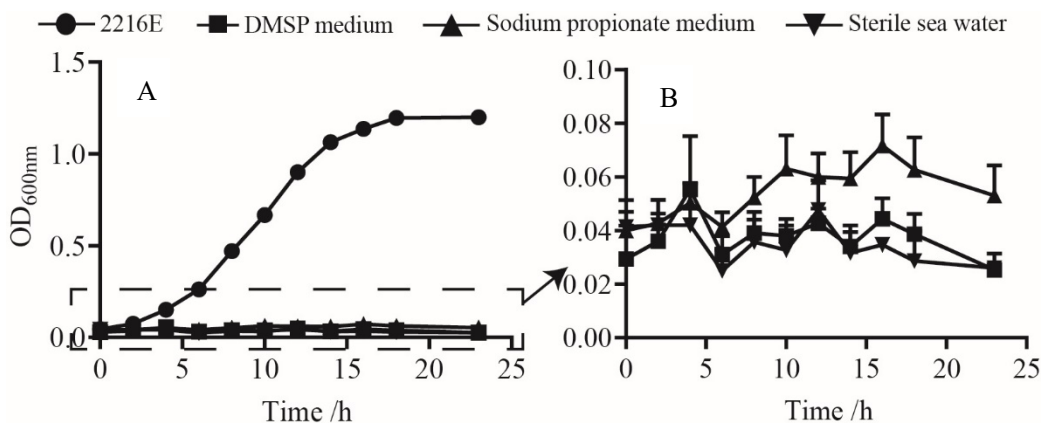 2216E DMSP medium Sodium propionate medium Sterile sea water
A
B
OD600nm
1.5
1.0
0.5
0.0
0 5 10 15 20 25
Time /h
0.10
0.08
0.06
0.04
0.02
0.00
0 5 10 15 20 25
Time /h